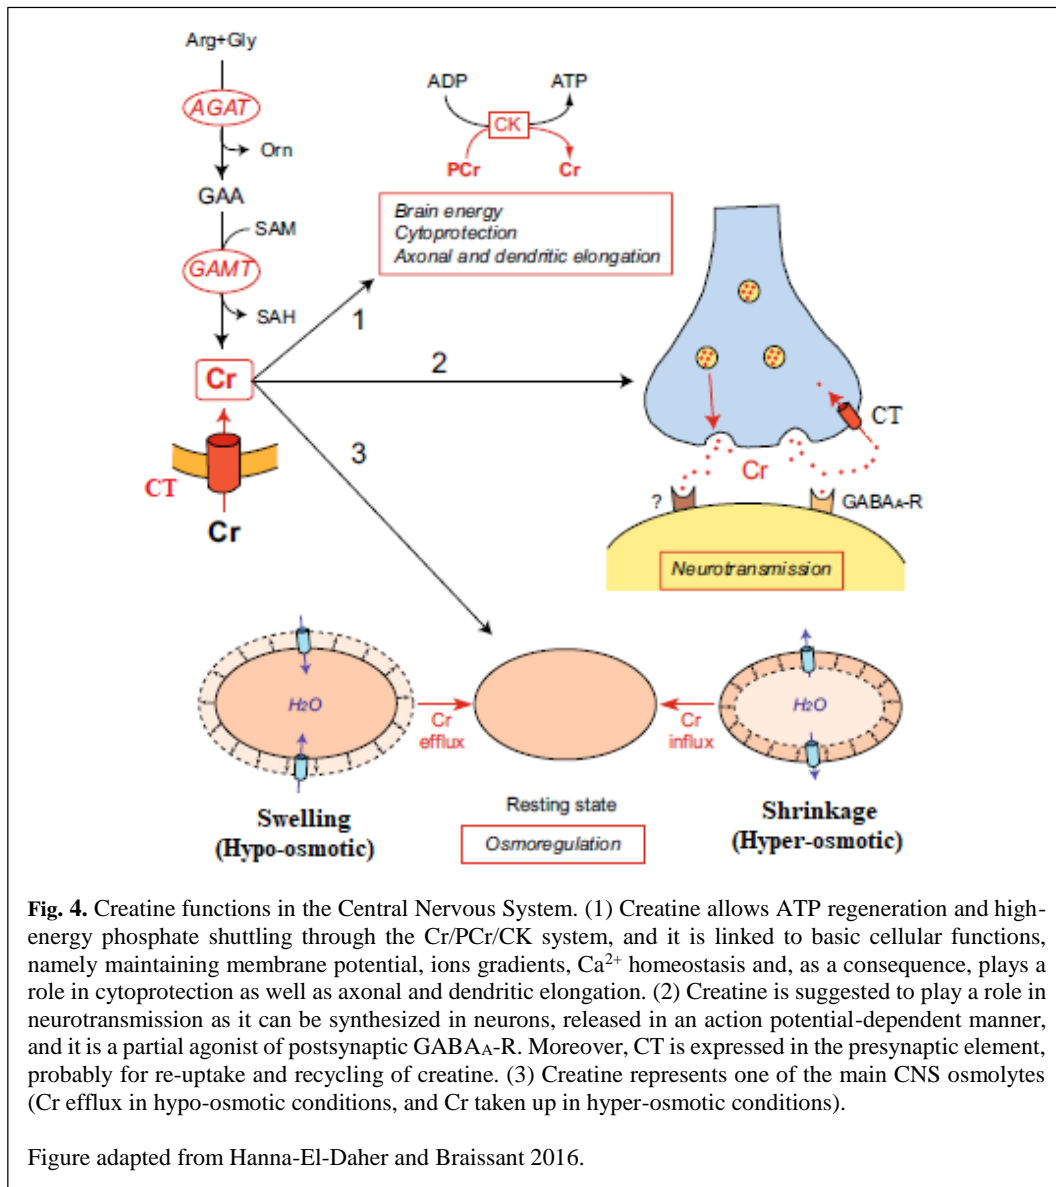 Arg+Gly
AGAT
Orn
GAA
SAM
GAMT
SAH
Cr
CT
Cr
ADP
ATP
CK
PCr
Cr
Brain energy
Cytoprotection
Axonal and dendritic elongation
1
2
3
CT
Cr
?
GABAA-R
Neurotransmission
H2O
Cr
efflux
Cr
influx
H2O
Swelling
(Hypo-osmotic)
Resting state
Osmoregulation
Shrinkage
(Hyper-osmotic)
Fig. 4. Creatine functions in the Central Nervous System. (1) Creatine allows ATP regeneration and high-
energy phosphate shuttling through the Cr/PCr/CK system, and it is linked to basic cellular functions,
namely maintaining membrane potential, ions gradients, Ca2+ homeostasis and, as a consequence, plays a
role in cytoprotection as well as axonal and dendritic elongation. (2) Creatine is suggested to play a role in
neurotransmission as it can be synthesized in neurons, released in an action potential-dependent manner,
and it is a partial agonist of postsynaptic GABAA-R. Moreover, CT is expressed in the presynaptic element,
probably for re-uptake and recycling of creatine. (3) Creatine represents one of the main CNS osmolytes
(Cr efflux in hypo-osmotic conditions, and Cr taken up in hyper-osmotic conditions).
Figure adapted from Hanna-El-Daher and Braissant 2016.